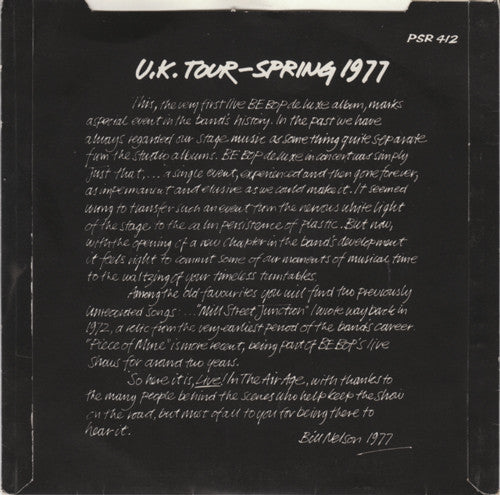 PSR 412
U.K. TOUR – SPRING 1977
This, the very first live BE BOP deluxe album, marks
a special event in the band's history. In the past we have
always regarded our stage music as something quite separate
from the studio albums. BE BOP deluxe in concert was simply
just that,... a single event, experienced and then gone forever,
as impermanent and elusive as we could make it. It seemed
wrong to transfer such an event from the nervous white light
of the stage to the calm persistence of plastic. But now,
with the opening of a new chapter in the band's development
it feels right to commit some of our moments of musical time
to the waltzing of your timeless turntables.
Among the old favourites you will find two previously
unrecorded songs... "Mill Street Junction" I wrote way back in
1972, a relic from the very earliest period of the bands career.
"Piece of Mine" is more recent, being part of BE BOP'S live
shows for around two years.
So here it is, Live! In The Air Age, with thanks to
the many people behind the scenes who help keep the show
on the road, but most of all to you for being there to
hear it.
Bill Nelson 1977